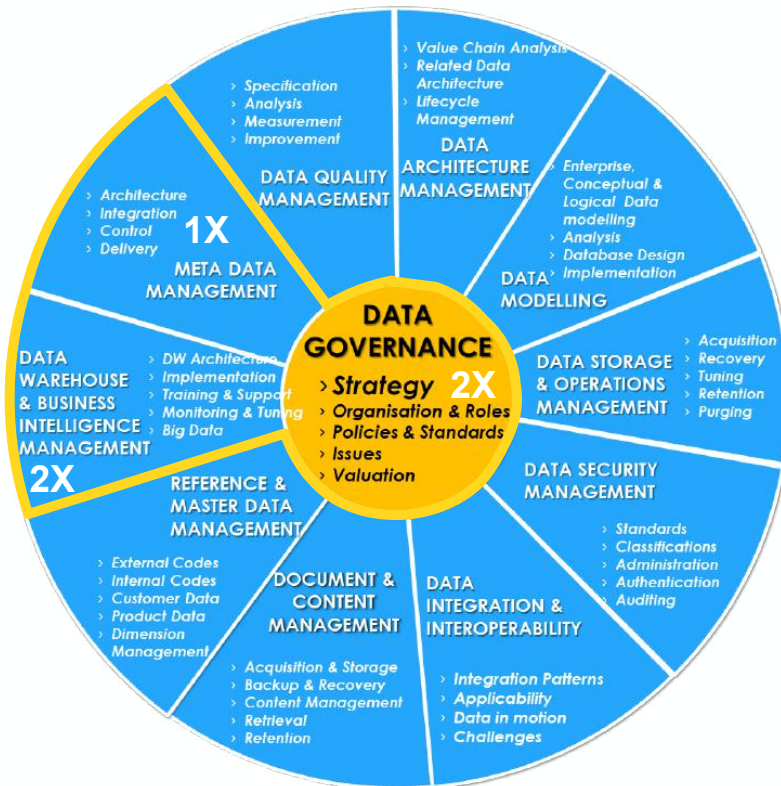 › Value Chain Analysis
› Related Data
Architecture
› Lifecycle
Management
DATA
ARCHITECTURE
MANAGEMENT
› Enterprise,
Conceptual &
Logical Data
modelling
› Analysis
› Database Design
› Implementation
DATA
MODELLING
› Acquisition
› Recovery
› Tuning
› Retention
› Purging
DATA STORAGE
& OPERATIONS
MANAGEMENT
DATA SECURITY
MANAGEMENT
› Standards
› Classifications
› Administration
› Authentication
› Auditing
DATA
INTEGRATION &
INTEROPERABILITY
› Integration Patterns
› Applicability
› Data in motion
› Challenges
DOCUMENT &
CONTENT
MANAGEMENT
› Acquisition & Storage
› Backup & Recovery
› Content Management
› Retrieval
› Retention
REFERENCE &
MASTER DATA
MANAGEMENT
› External Codes
› Internal Codes
› Customer Data
› Product Data
› Dimension
Management
DATA
WAREHOUSE
& BUSINESS
INTELLIGENCE
MANAGEMENT
2X
› DW Architecture
› Implementation
› Training & Support
› Monitoring & Tuning
› Big Data
› Architecture
› Integration
› Control
› Delivery
1X
META DATA
MANAGEMENT
› Specification
› Analysis
› Measurement
› Improvement
DATA QUALITY
MANAGEMENT
DATA
GOVERNANCE
› Strategy 2X
› Organisation & Roles
› Policies & Standards
› Issues
› Valuation